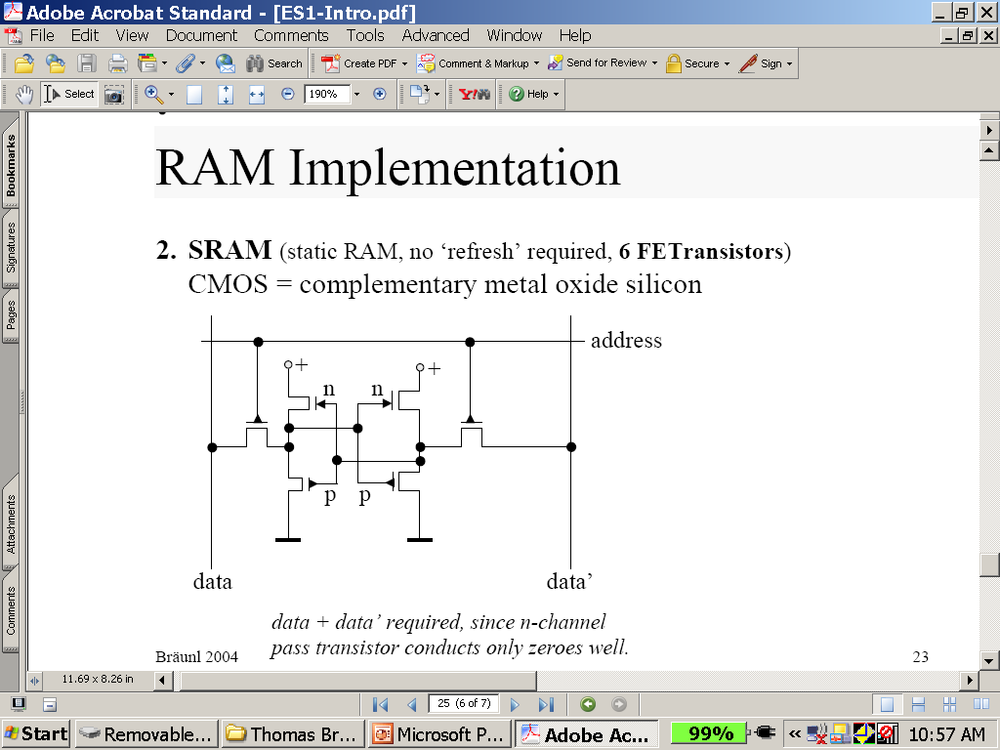 Adobe Acrobat Standard - [ES1-Intro.pdf]
File Edit View Document Comments Tools Advanced Window Help
Search Create PDF Comment & Markup Send for Review Secure Sign
Select 190% Y! Help
Bookmarks
Signatures
Pages
Attachments
Comments
RAM Implementation
2. SRAM (static RAM, no ‘refresh’ required, 6 FETransistors)
CMOS = complementary metal oxide silicon
address
+ +
n n
p p
data data’
data + data’ required, since n-channel
pass transistor conducts only zeroes well.
Bräunl 2004 23
11.69 x 8.26 in
25 (6 of 7)
Start Removable... Thomas Br... Microsoft P... Adobe Ac... 99% « 10:57 AM